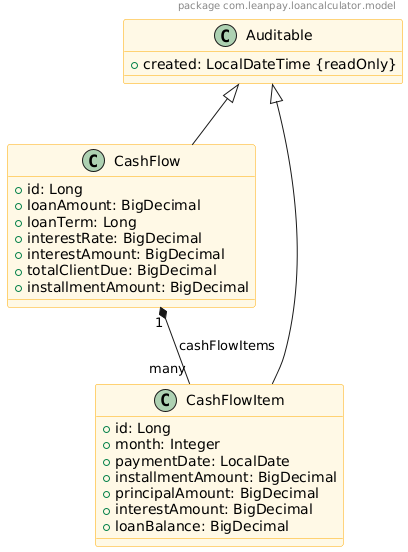 package com.leanpay.loancalculator.model
C Auditable
created: LocalDateTime {readOnly}
C CashFlow
id: Long
loanAmount: BigDecimal
loanTerm: Long
interestRate: BigDecimal
interestAmount: BigDecimal
totalClientDue: BigDecimal
installmentAmount: BigDecimal
1
cashFlowItems
many
C CashFlowItem
id: Long
month: Integer
paymentDate: LocalDate
installmentAmount: BigDecimal
principalAmount: BigDecimal
interestAmount: BigDecimal
loanBalance: BigDecimal